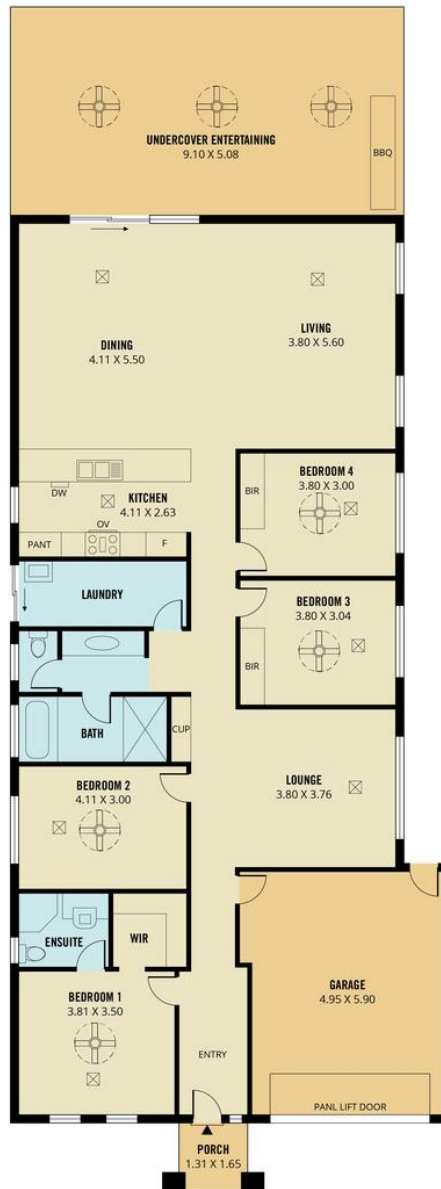 UNDERCOVER ENTERTAINING
9.10 X 5.08
BBQ
DINING
4.11 X 5.50
LIVING
3.80 X 5.60
DW
KITCHEN
4.11 X 2.63
OV
PANT
F
BIR
BEDROOM 4
3.80 X 3.00
LAUNDRY
BEDROOM 3
3.80 X 3.04
BIR
BATH
CUP
LOUNGE
3.80 X 3.76
BEDROOM 2
4.11 X 3.00
ENSUITE
WIR
BEDROOM 1
3.81 X 3.50
GARAGE
4.95 X 5.90
ENTRY
PANL LIFT DOOR
PORCH
1.31 X 1.65